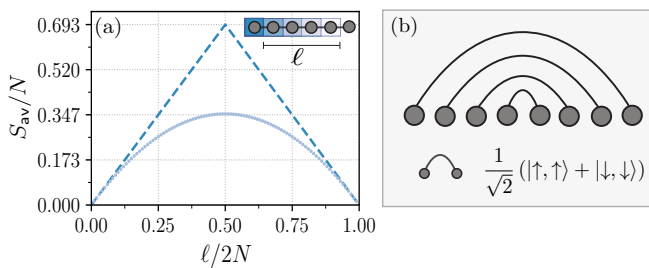 (a)
ℓ
0.693
0.520
0.347
0.173
0.000
S_av/N
0.00 0.25 0.50 0.75 1.00
ℓ/2N
(b)
1/√2 (|↑, ↑⟩ + |↓, ↓⟩)